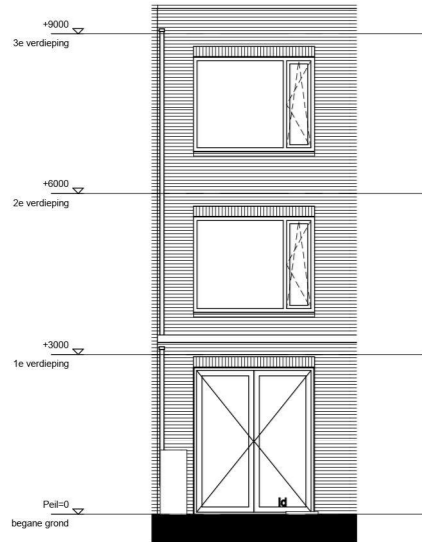 +9000
3e verdieping
+6000
2e verdieping
+3000
1e verdieping
ld
Peil=0
begane grond